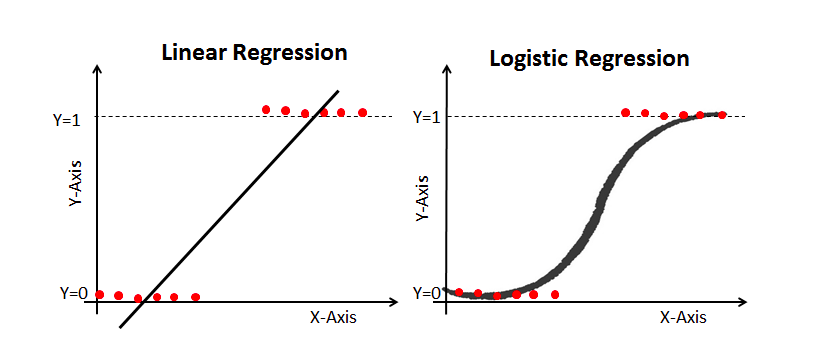 Linear Regression
Y=1
Y-Axis
Y=0
X-Axis
Logistic Regression
Y=1
Y-Axis
Y=0
X-Axis